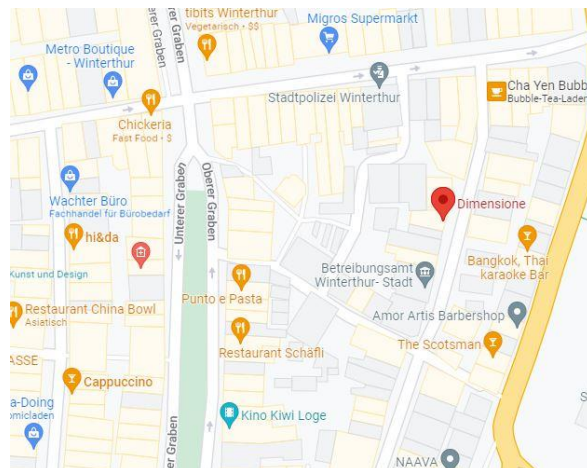 tibits Winterthur
Vegetarisch • $$
Migros Supermarkt
Metro Boutique
- Winterthur
Oberer Graben
Unterer Graben
Stadtpolizei Winterthur
Cha Yen Bubb
Bubble-Tea-Laden
Chickeria
Fast Food • $
Wachter Büro
Fachhandel für Bürobedarf
Oberer Graben
Unterer Graben
Dimensione
hi&da
Kunst und Design
Betreibungsamt
Winterthur- Stadt
Bangkok, Thai
karaoke Bar
Punto e Pasta
Restaurant China Bowl
Asiatisch
Amor Artis Barbershop
Restaurant Schäfli
The Scotsman
ASSE
Cappuccino
a-Doing
omicladen
Kino Kiwi Loge
S
NAAVA